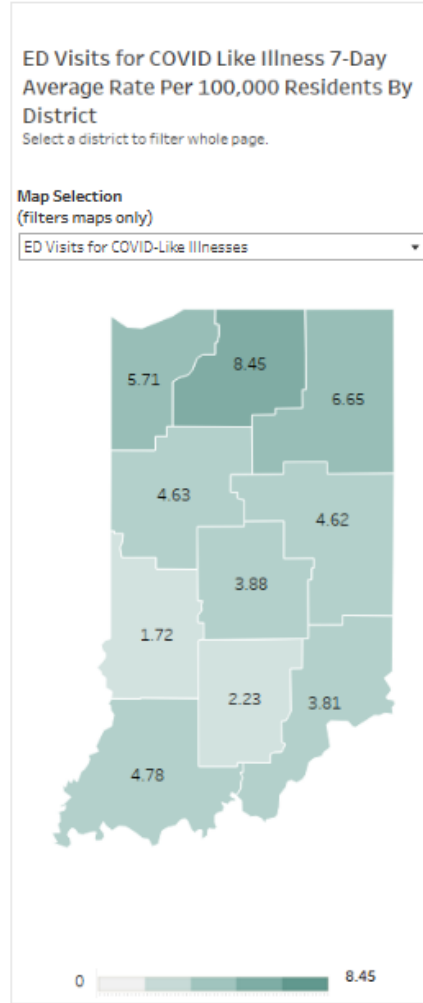 ED Visits for COVID Like Illness 7-Day
Average Rate Per 100,000 Residents By
District
Select a district to filter whole page.
Map Selection
(filters maps only)
ED Visits for COVID-Like Illnesses
5.71
8.45
6.65
4.63
4.62
3.88
1.72
2.23
3.81
4.78
0
8.45